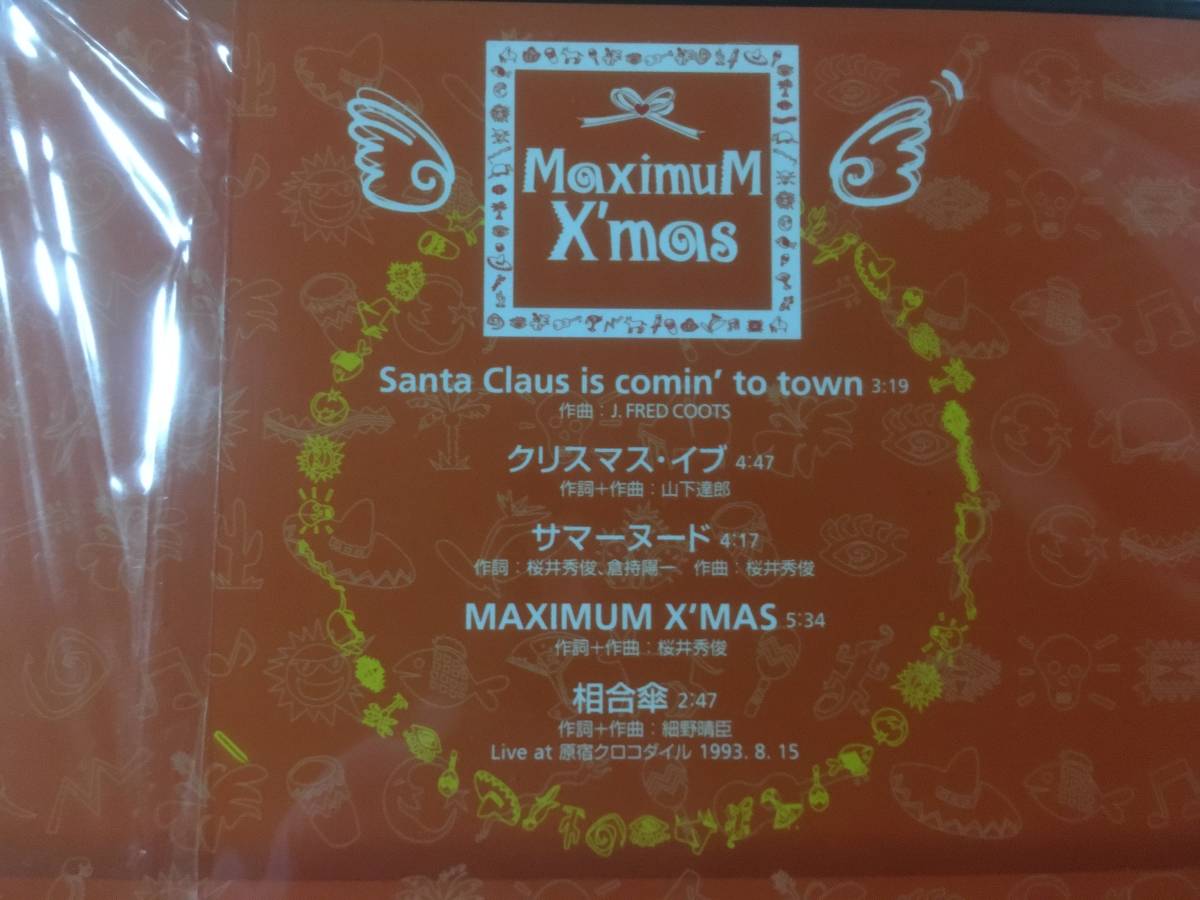 MaximuM
X'mas
Santa Claus is comin' to town 3:19
作曲：J. FRED COOTS
クリスマス・イブ 4:47
作詞＋作曲：山下達郎
サマーヌード 4:17
作詞：桜井秀俊、倉持陽一　作曲：桜井秀俊
MAXIMUM X'MAS 5:34
作詞＋作曲：桜井秀俊
相合傘 2:47
作詞＋作曲：細野晴臣
Live at 原宿クロコダイル 1993. 8. 15